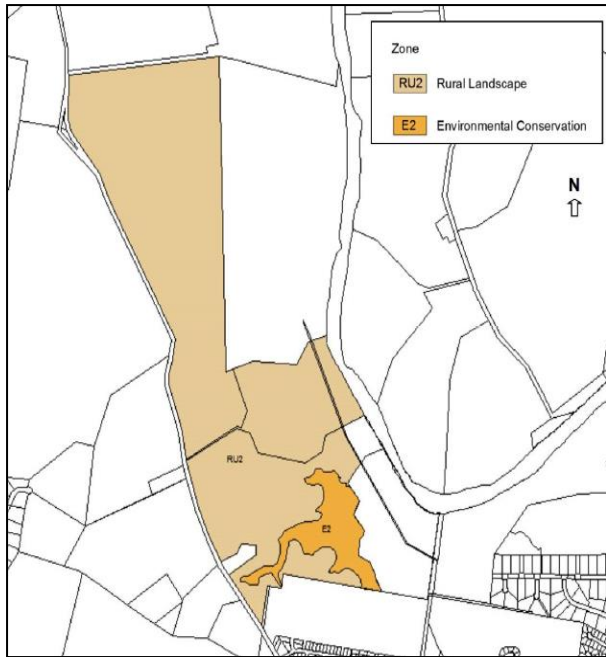 Zone
RU2 Rural Landscape
E2 Environmental Conservation
N
RU2
E2